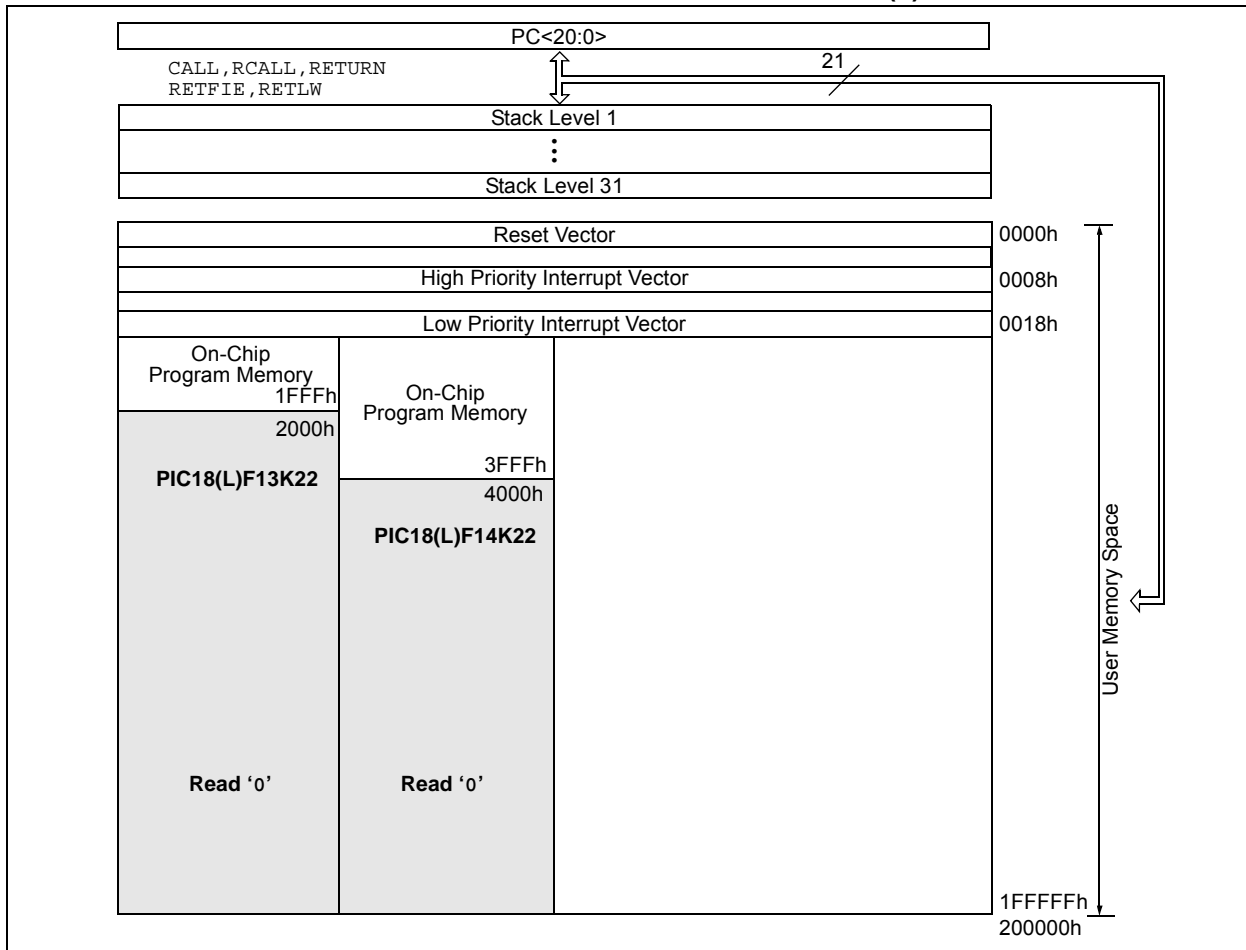 (
)
PC<20:0>
CALL,RCALL,RETURN
RETFIE,RETLW
21
Stack Level 1
⋮
Stack Level 31
Reset Vector
0000h
High Priority Interrupt Vector
0008h
Low Priority Interrupt Vector
0018h
On-Chip
Program Memory
1FFFh
2000h
PIC18(L)F13K22
Read ‘0’
On-Chip
Program Memory
3FFFh
4000h
PIC18(L)F14K22
Read ‘0’
User Memory Space
1FFFFFh
200000h